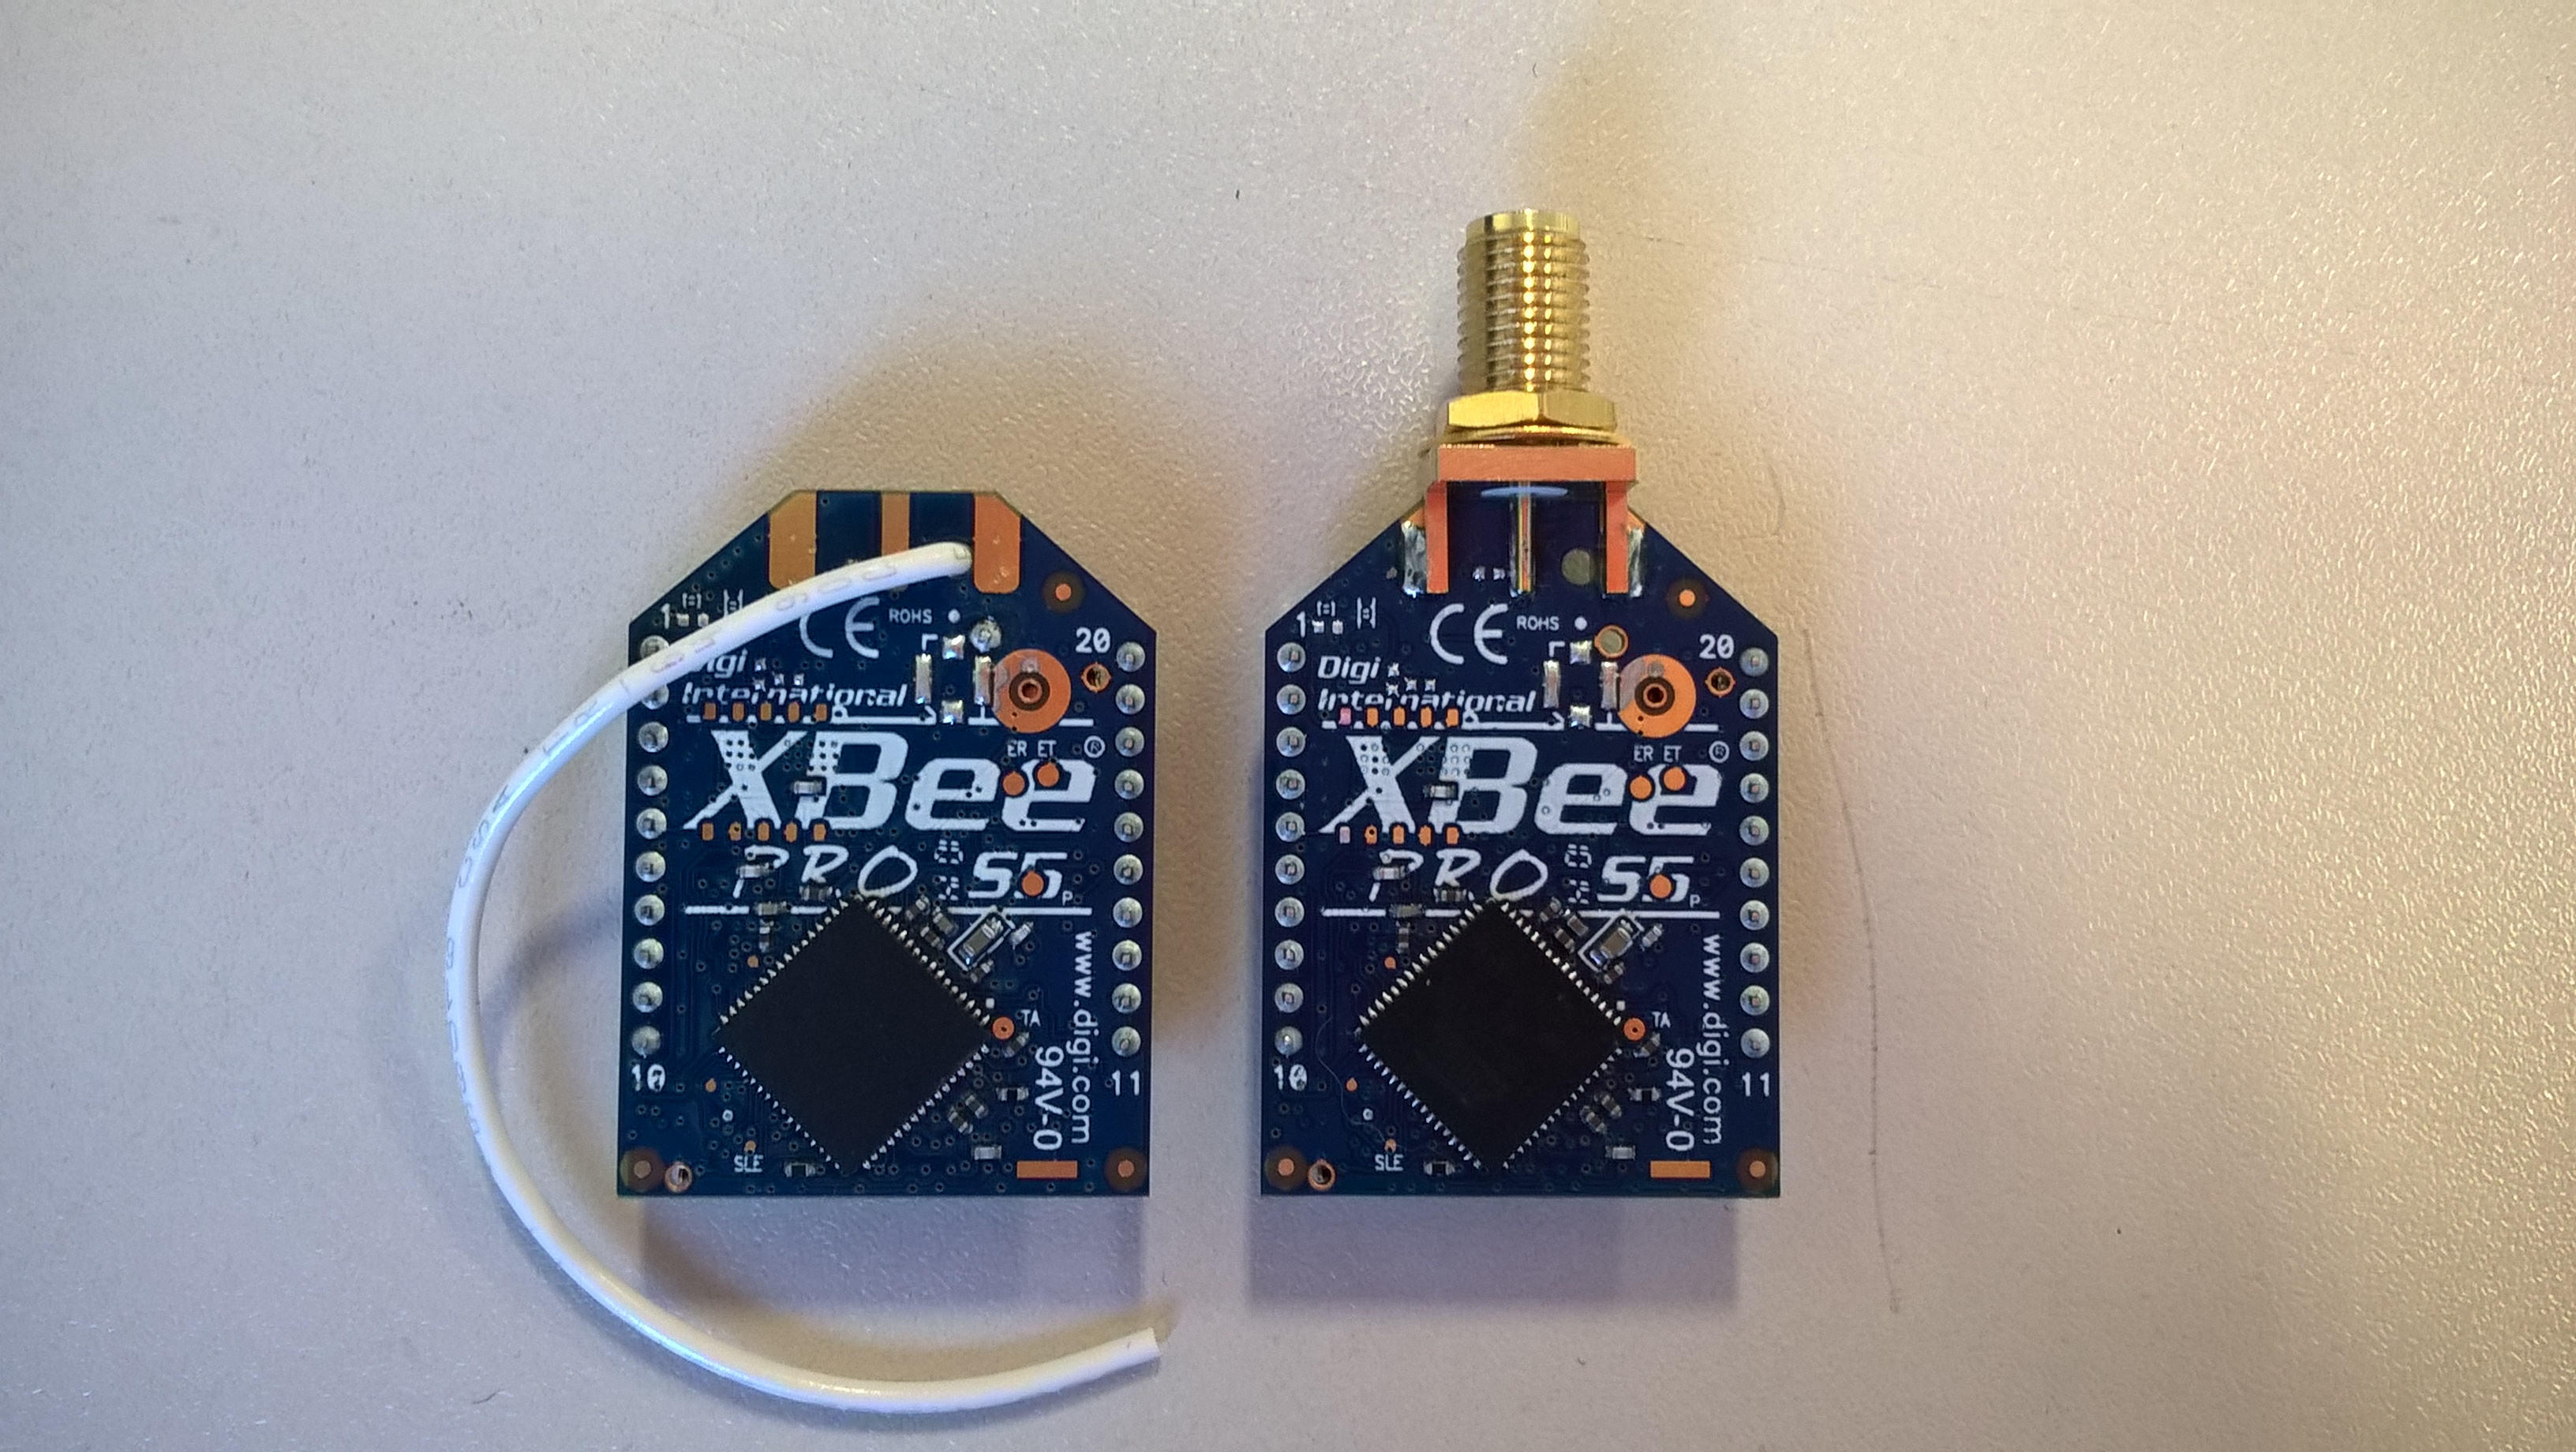 1
CE ROHS
20
Digi
International
ER ET ®
XBee
PRO S5
P
TA
www.digi.com
94V-0
10
11
SLE
1
CE ROHS
20
Digi
International
ER ET ®
XBee
PRO S5
P
TA
www.digi.com
94V-0
10
11
SLE